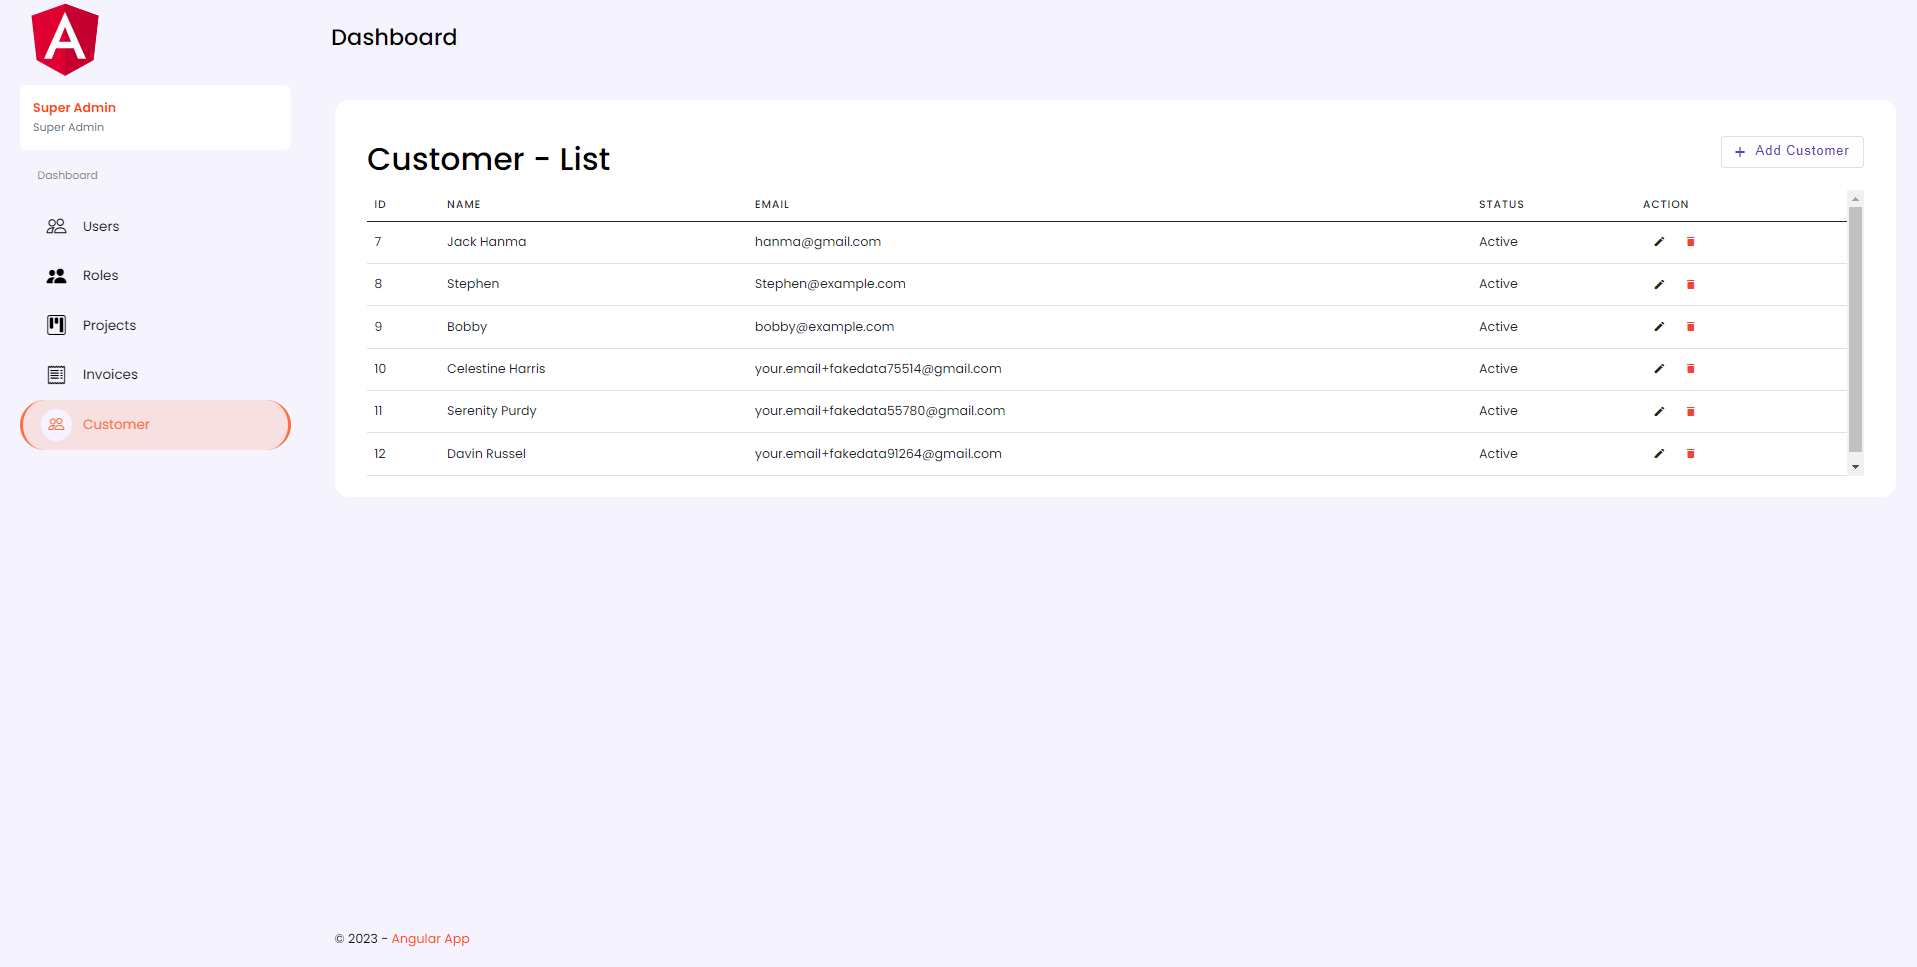 A
Dashboard
Super Admin
Super Admin
Dashboard
Users
Roles
Projects
Invoices
Customer
Customer - List
+ Add Customer
ID NAME EMAIL STATUS ACTION
7 Jack Hanma hanma@gmail.com Active
8 Stephen Stephen@example.com Active
9 Bobby bobby@example.com Active
10 Celestine Harris your.email+fakedata75514@gmail.com Active
11 Serenity Purdy your.email+fakedata55780@gmail.com Active
12 Davin Russel your.email+fakedata91264@gmail.com Active
© 2023 - Angular App